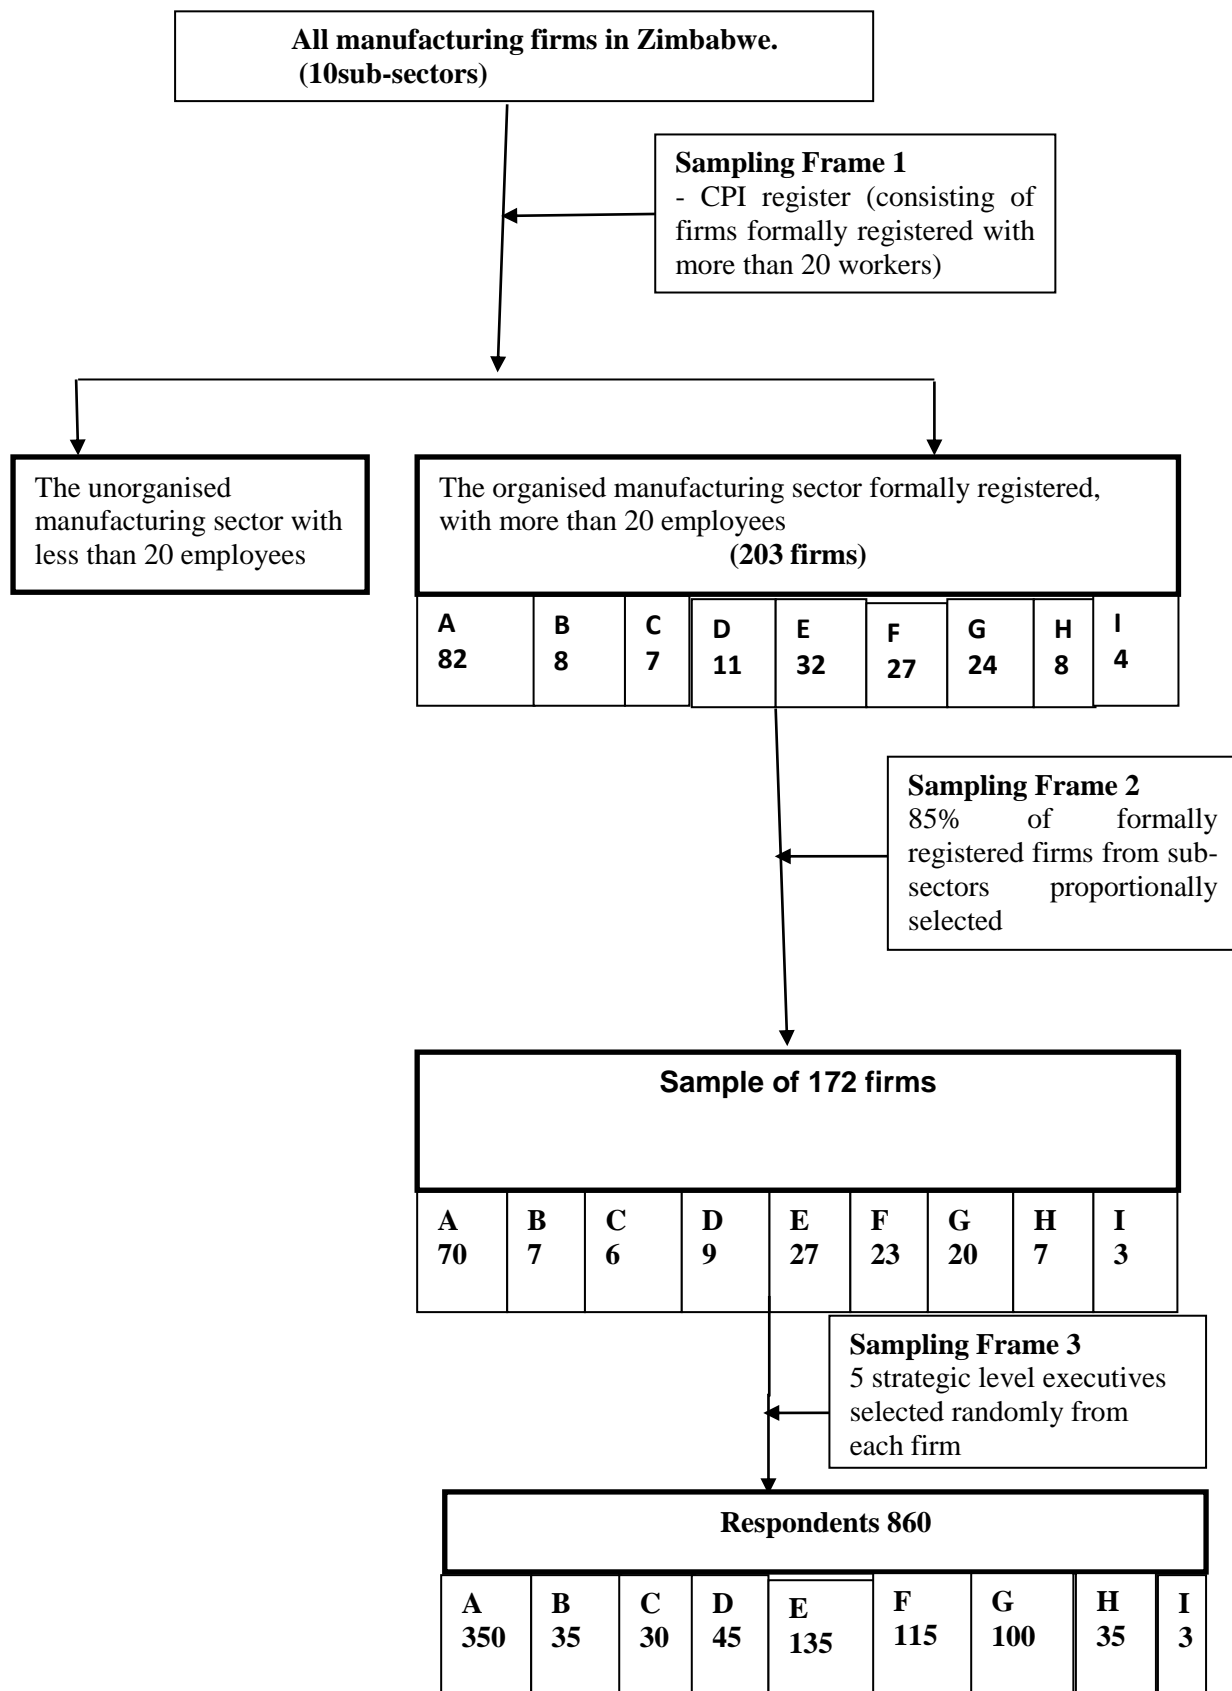 All manufacturing firms in Zimbabwe.
(10sub-sectors)
Sampling Frame 1
- CPI register (consisting of
firms formally registered with
more than 20 workers)
The unorganised
manufacturing sector with
less than 20 employees
The organised manufacturing sector formally registered,
with more than 20 employees
(203 firms)
A B C D E F G H I
82 8 7 11 32 27 24 8 4
Sampling Frame 2
85% of formally
registered firms from sub-
sectors proportionally
selected
Sample of 172 firms
A B C D E F G H I
70 7 6 9 27 23 20 7 3
Sampling Frame 3
5 strategic level executives
selected randomly from
each firm
Respondents 860
A B C D E F G H I
350 35 30 45 135 115 100 35 3